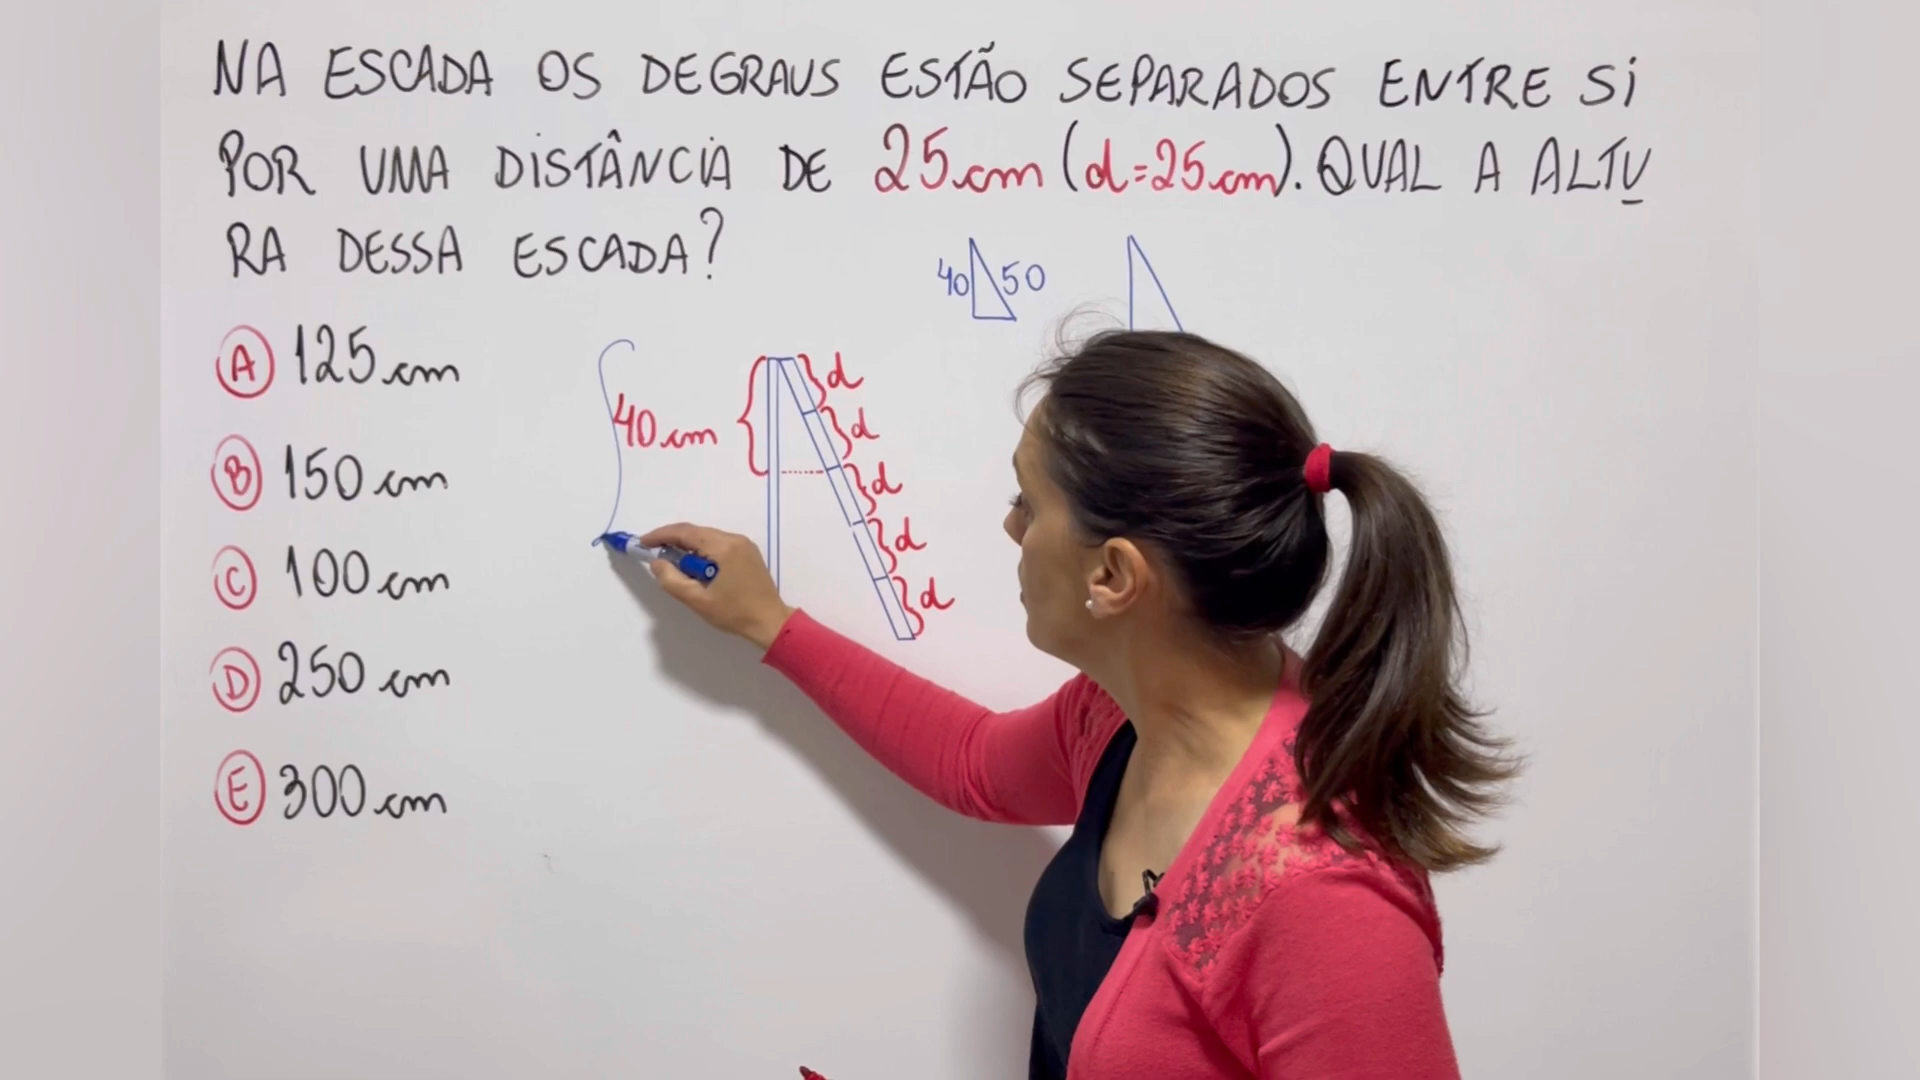 NA ESCADA OS DEGRAUS ESTÃO SEPARADOS ENTRE SI
POR UMA DISTÂNCIA DE 25cm (d=25cm). QUAL A ALTU
RA DESSA ESCADA?
40 50
A 125cm
B 150cm
C 100cm
D 250cm
E 300cm
40cm
d
d
d
d
d